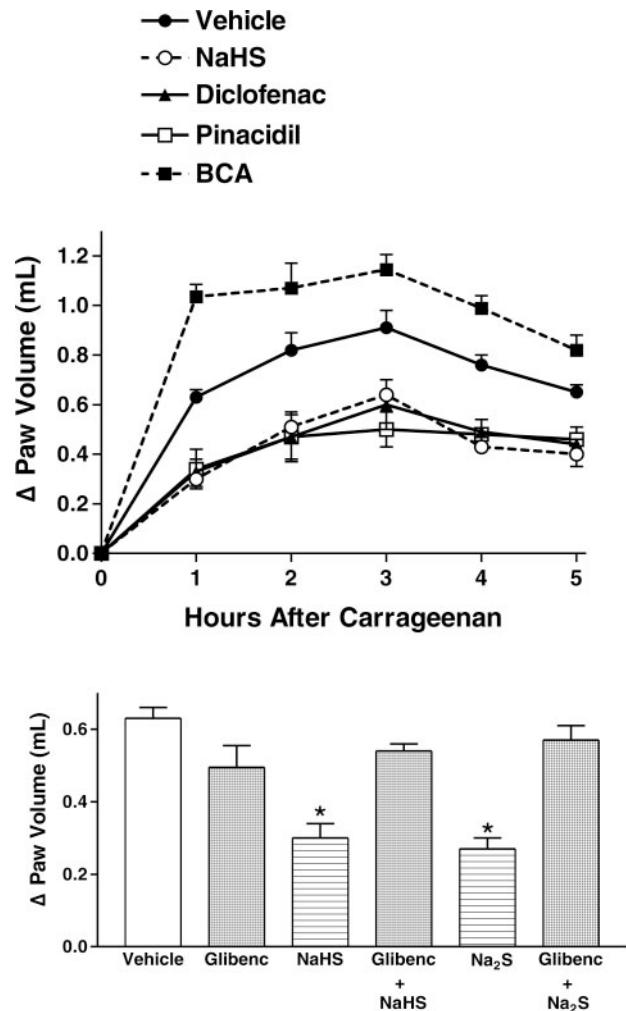 Vehicle
NaHS
Diclofenac
Pinacidil
BCA
Δ Paw Volume (mL)
1.2
1.0
0.8
0.6
0.4
0.2
0.0
0 1 2 3 4 5
Hours After Carrageenan
Δ Paw Volume (mL)
0.6
0.4
0.2
0.0
* *
Vehicle Glibenc NaHS Glibenc Na₂S Glibenc
+ +
NaHS Na₂S